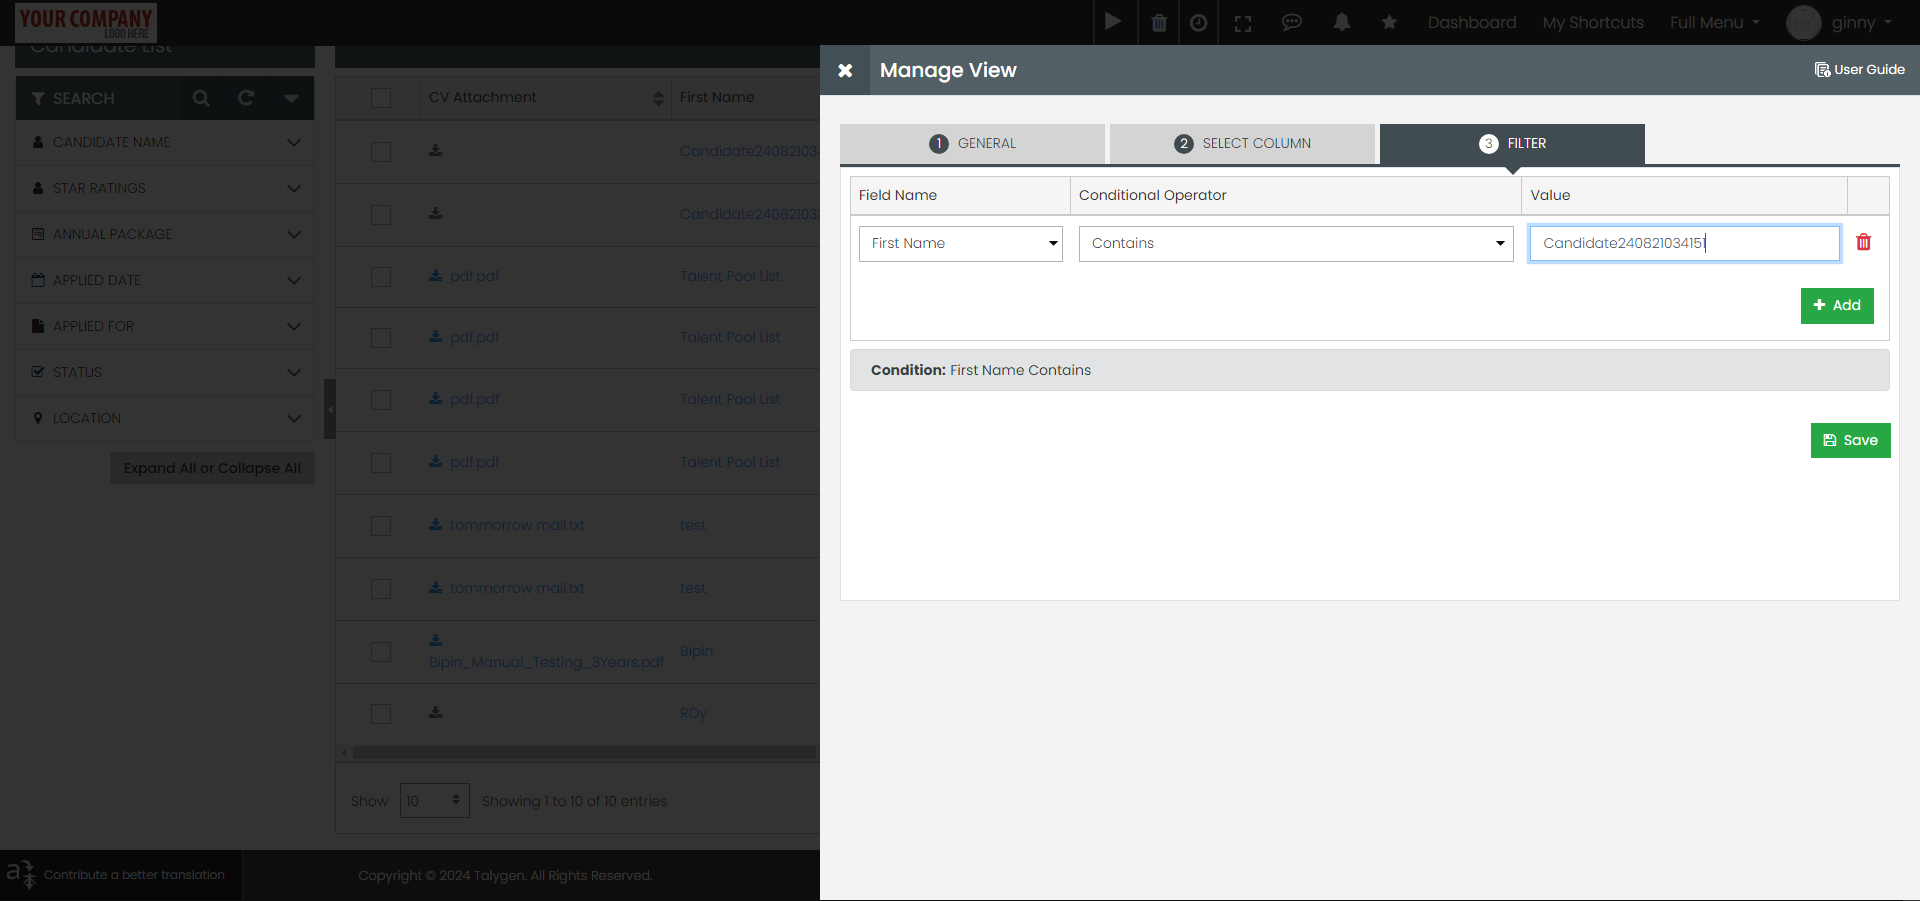 YOUR COMPANY
LOGO HERE
Dashboard
My Shortcuts
Full Menu
ginny
Candidate List
SEARCH
CANDIDATE NAME
STAR RATINGS
ANNUAL PACKAGE
APPLIED DATE
APPLIED FOR
STATUS
LOCATION
Expand All or Collapse All
CV Attachment
First Name
pdf.pdf
Talent Pool List
pdf.pdf
Talent Pool List
pdf.pdf
Talent Pool List
pdf.pdf
Talent Pool List
tommorrow mail.txt
test
tommorrow mail.txt
test
Bipin_Manual_Testing_3Years.pdf
Bipin
ROy
Show
10
Showing 1 to 10 of 10 entries
Manage View
User Guide
1 GENERAL
2 SELECT COLUMN
3 FILTER
Field Name
Conditional Operator
Value
First Name
Contains
Candidate240821034151
Add
Condition: First Name Contains
Save
Contribute a better translation
Copyright © 2024 Talygen. All Rights Reserved.